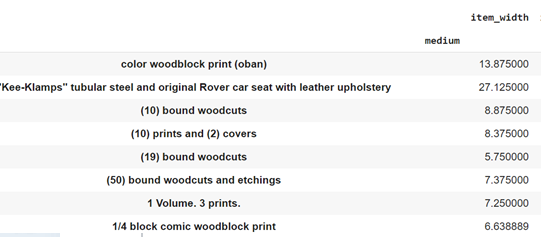 item_width
medium
color woodblock print (oban) 13.875000
"Kee-Klamps" tubular steel and original Rover car seat with leather upholstery 27.125000
(10) bound woodcuts 8.875000
(10) prints and (2) covers 8.375000
(19) bound woodcuts 5.750000
(50) bound woodcuts and etchings 7.375000
1 Volume. 3 prints. 7.250000
1/4 block comic woodblock print 6.638889